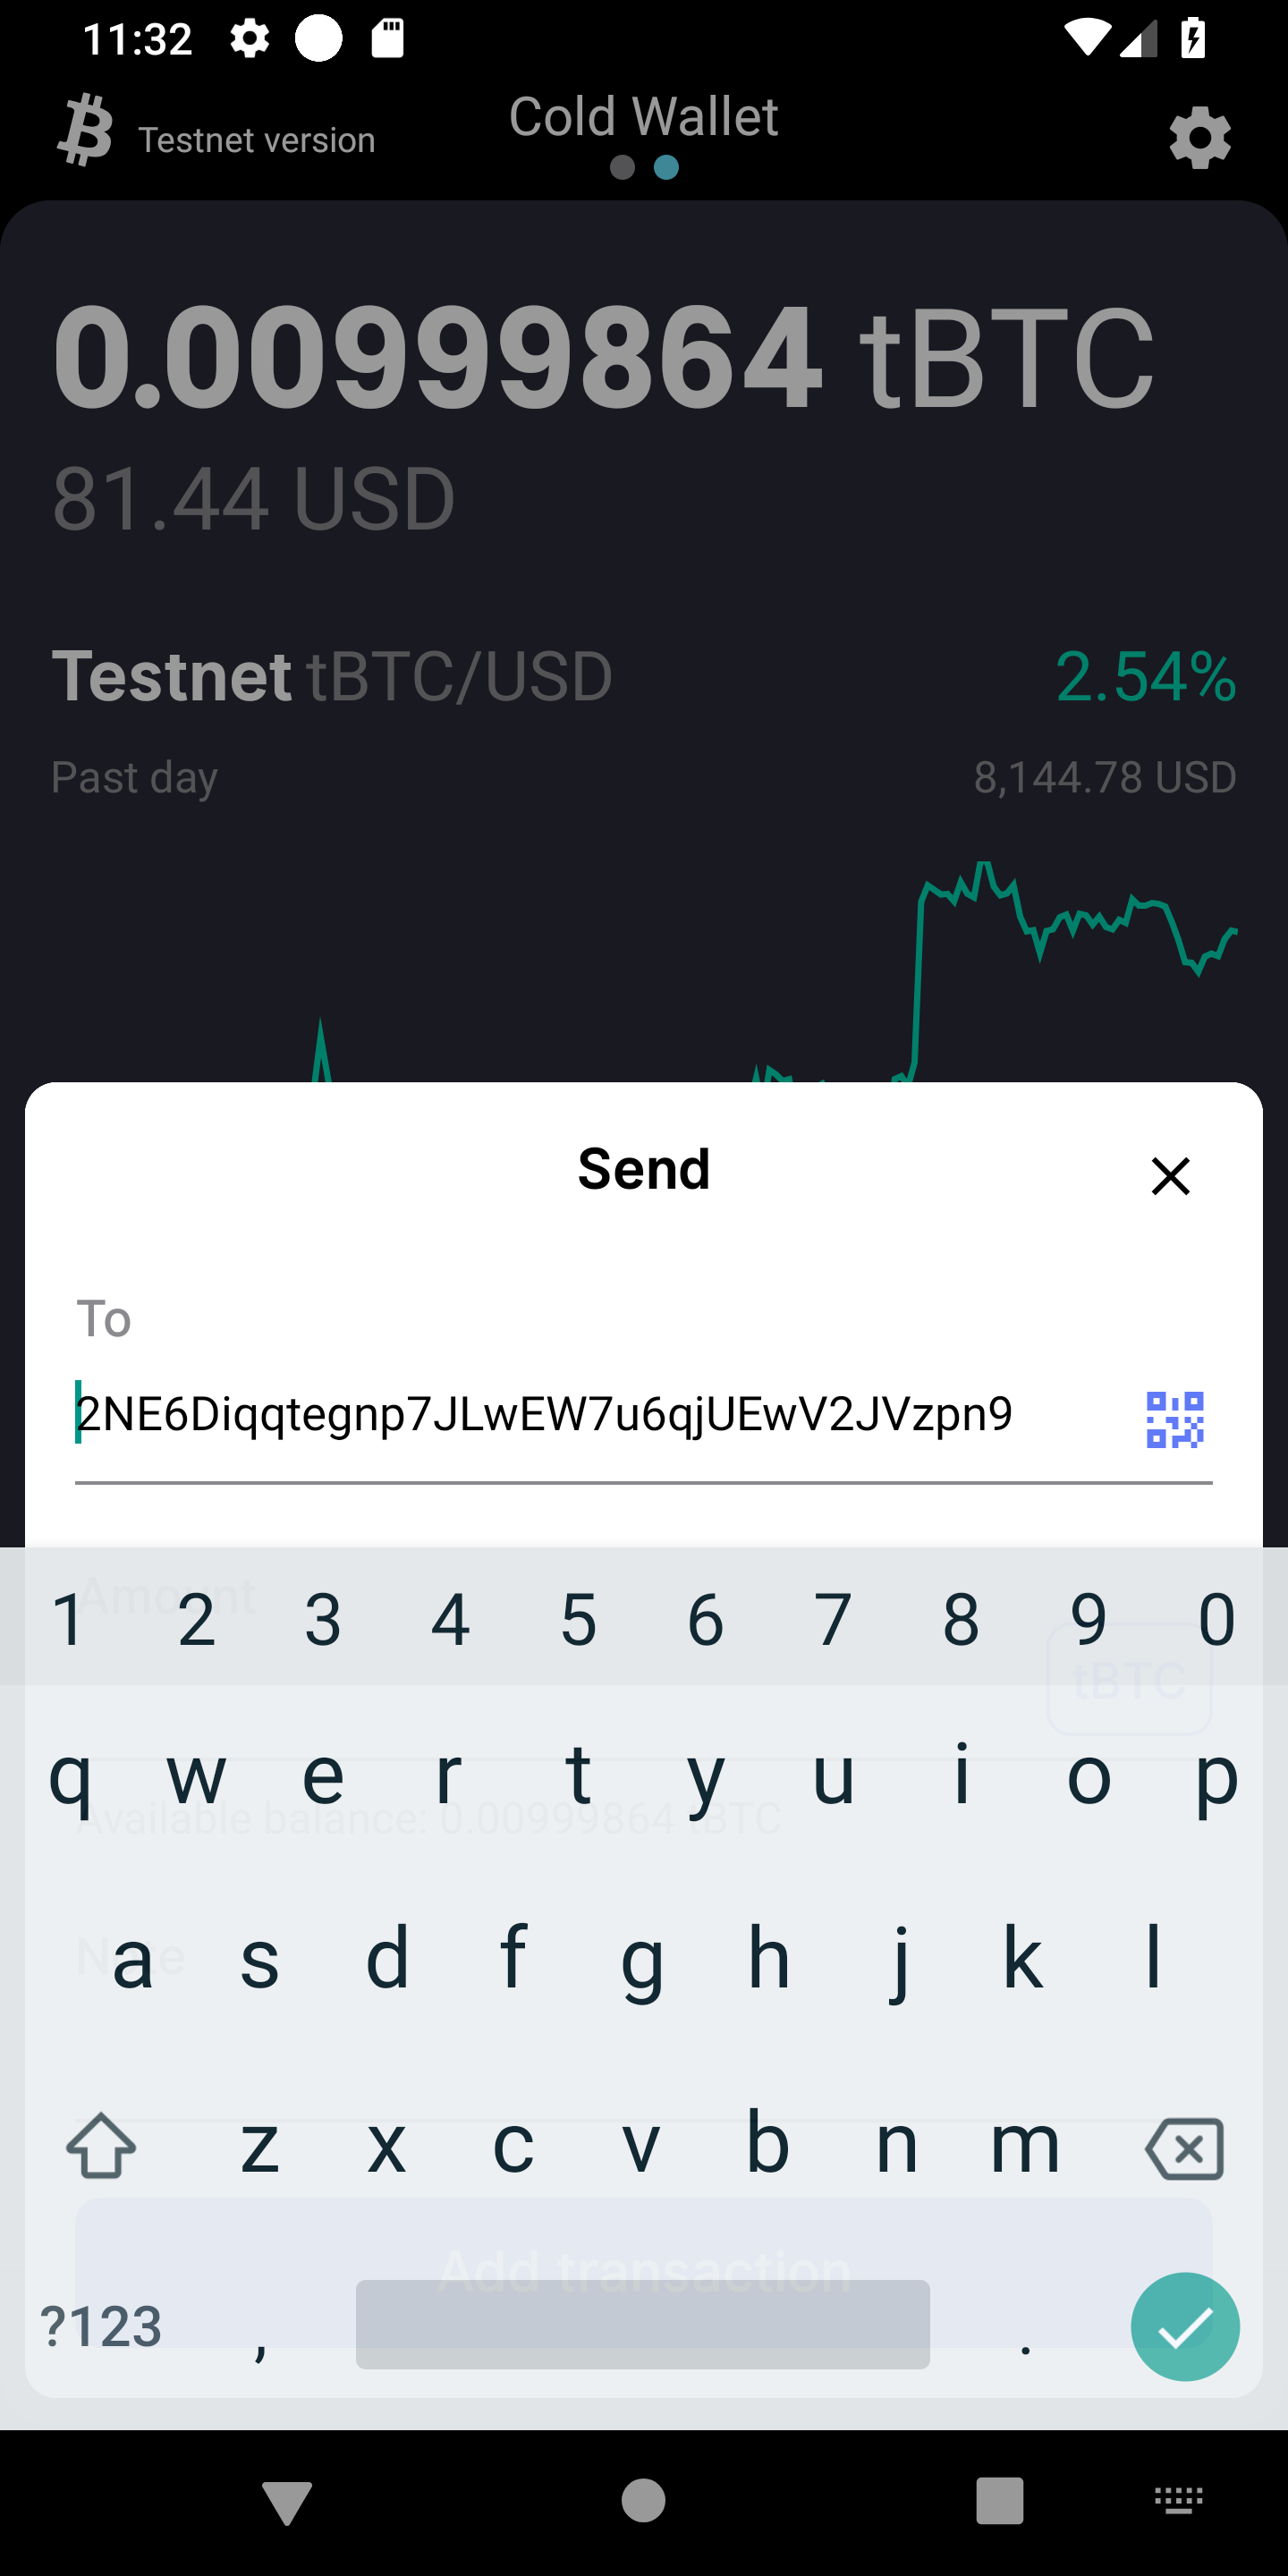 11:32
Testnet version
Cold Wallet
0.00999864 tBTC
81.44 USD
Testnet tBTC/USD 2.54%
Past day 8,144.78 USD
Send
To
2NE6Diqqtegnp7JLwEW7u6qjUEwV2JVzpn9
Amount
1 2 3 4 5 6 7 8 9 0
tBTC
q w e r t y u i o p
Available balance: 0.00999864 tBTC
a s d f g h j k l
Note
z x c v b n m
Add transaction
?123 , .